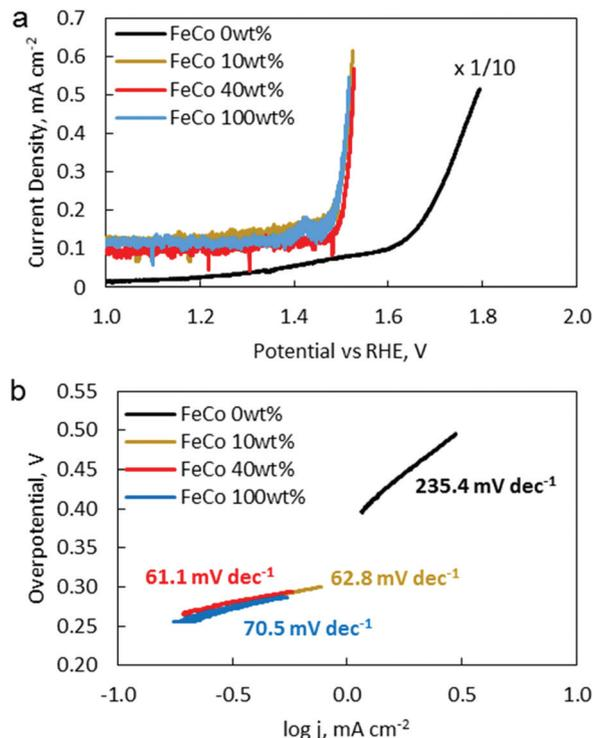 a
0.7
0.6
0.5
0.4
0.3
0.2
0.1
0
Current Density, mA cm-2
FeCo 0wt%
FeCo 10wt%
FeCo 40wt%
FeCo 100wt%
x 1/10
1.0 1.2 1.4 1.6 1.8 2.0
Potential vs RHE, V
b
0.55
0.50
0.45
0.40
0.35
0.30
0.25
0.20
Overpotential, V
FeCo 0wt%
FeCo 10wt%
FeCo 40wt%
FeCo 100wt%
235.4 mV dec-1
61.1 mV dec-1
62.8 mV dec-1
70.5 mV dec-1
-1.0 -0.5 0.0 0.5 1.0
log j, mA cm-2